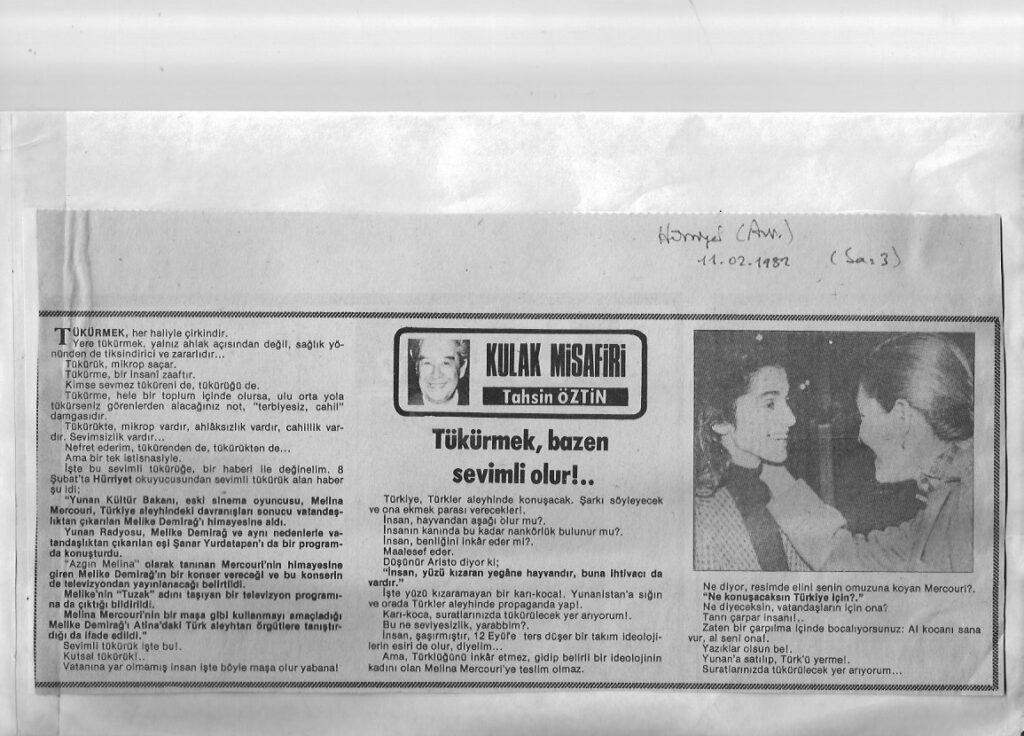 Hürriyet (Avr.)
11.02.1982 (Sa: 3)
TÜKÜRMEK, her haliyle çirkindir.
Yere tükürmek, yalnız ahlak açısından değil, sağlık yö-
nünden de tiksindirici ve zararlıdır...
Tükürük, mikrop saçar.
Tükürme, bir insanî zaaftır.
Kimse sevmez tüküreni de, tükürüğü de.
Tükürme, hele bir toplum içinde olursa, ulu orta yola
tükürseniz görenlerden alacağınız not, "terbiyesiz, cahil"
damgasıdır.
Tükürükte, mikrop vardır, ahlâksızlık vardır, cahillik var-
dır. Sevimsizlik vardır...
Nefret ederim, tükürenden de, tükürükten de...
Ama bir tek istisnasiyle.
İşte bu sevimli tükürüğe, bir haberi ile değinelim. 8
Şubat'ta Hürriyet okuyucusundan sevimli tükürük alan haber
şu idi;
"Yunan Kültür Bakanı, eski sinema oyuncusu, Melina
Mercouri, Türkiye aleyhindeki davranışları sonucu vatandaş-
lıktan çıkarılan Melike Demirağ'ı himayesine aldı.
Yunan Radyosu, Melike Demirağ ve aynı nedenlerle va-
tandaşlıktan çıkarılan eşi Şanar Yurdatapan'ı da bir program-
da konuşturdu.
"Azgın Melina" olarak tanınan Mercouri'nin himayesine
giren Melike Demirağ'ın bir konser vereceği ve bu konserin
de televizyondan yayınlanacağı belirtildi.
Melike'nin "Tuzak" adını taşıyan bir televizyon programı-
na da çıktığı bildirildi.
Melina Mercouri'nin bir maşa gibi kullanmayı amaçladığı
Melike Demirağ'ı Atina'daki Türk aleyhtarı örgütlere tanıştır-
dığı da ifade edildi."
Sevimli tükürük işte bu!.
Kutsal tükürük!..
Vatanına yar olmamış insan işte böyle maşa olur yabana!
KULAK MİSAFİRİ
Tahsin ÖZTİN
Tükürmek, bazen
sevimli olur!..
Türkiye, Türkler aleyhinde konuşacak. Şarkı söyleyecek
ve ona ekmek parası verecekler!.
İnsan, hayvandan aşağı olur mu?.
İnsanın kanında bu kadar nankörlük bulunur mu?.
İnsan, benliğini inkâr eder mi?.
Maalesef eder.
Düşünür Aristo diyor ki;
"İnsan, yüzü kızaran yegâne hayvandır, buna ihtivacı da
vardır."
İşte yüzü kızaramayan bir karı-koca!. Yunanistan'a sığın
ve orada Türkler aleyhinde propaganda yap!.
Karı-koca, suratlarınızda tükürülecek yer arıyorum!.
Bu ne seviyesizlik, yarabbim?.
İnsan, şaşırmıştır, 12 Eylül'e ters düşer bir takım ideoloji-
lerin esiri de olur, diyelim...
Ama, Türklüğünü inkâr etmez, gidip belirli bir ideolojinin
kadını olan Melina Mercouri'ye teslim olmaz.
Ne diyor, resimde elini senin omuzuna koyan Mercouri?.
"Ne konuşacaksın Türkiye için?."
Ne diyeceksin, vatandaşların için ona?
Tanrı çarpar insanı!..
Zaten bir çarpılma içinde bocalıyorsunuz: Al kocanı sana
vur, al seni ona!.
Yazıklar olsun be!.
Yunan'a satılıp, Türk'ü yerme!.
Suratlarınızda tükürülecek yer arıyorum...